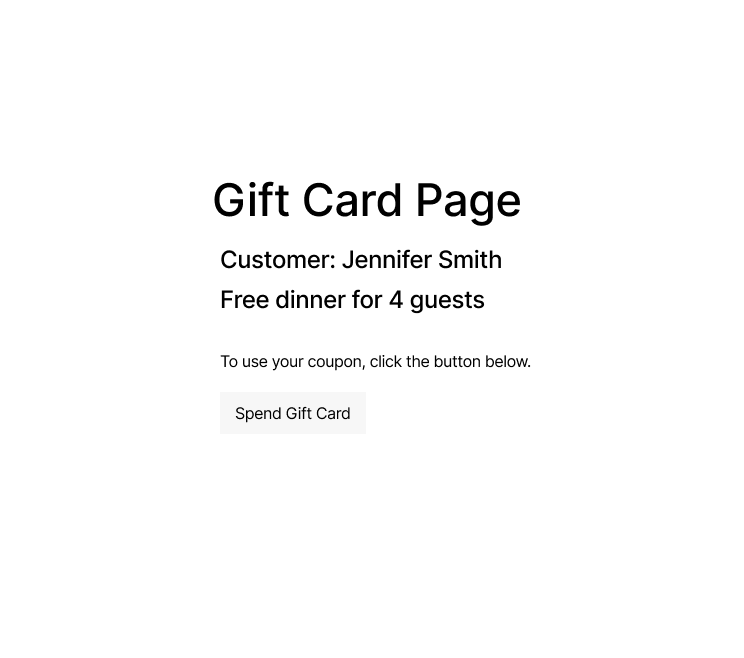 Gift Card Page
Customer: Jennifer Smith
Free dinner for 4 guests
To use your coupon, click the button below.
Spend Gift Card